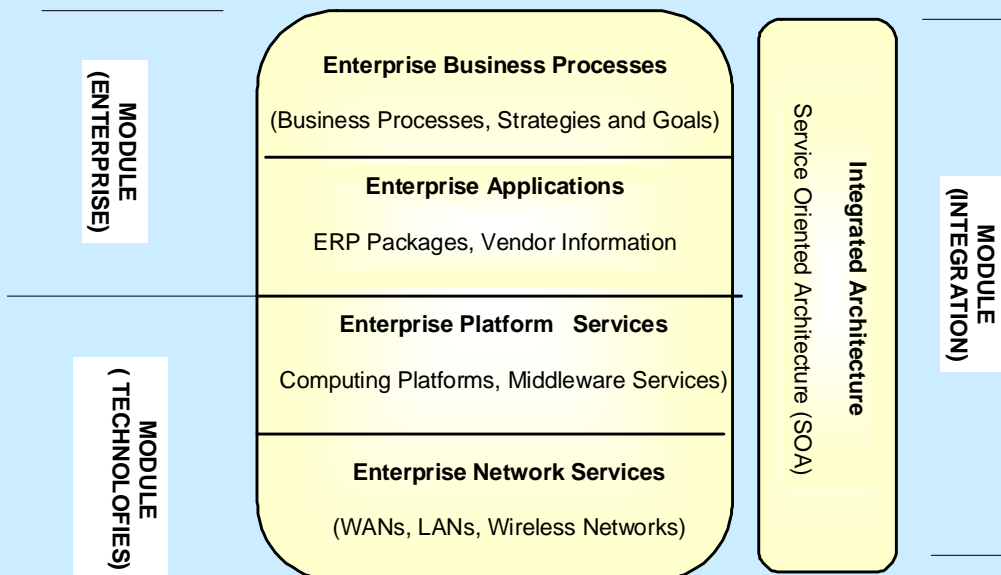 MODULE
(ENTERPRISE)
MODULE
( TECHNOLOFIES)
Enterprise Business Processes
(Business Processes, Strategies and Goals)
Enterprise Applications
ERP Packages, Vendor Information
Enterprise Platform Services
Computing Platforms, Middleware Services)
Enterprise Network Services
(WANs, LANs, Wireless Networks)
Integrated Architecture
Service Oriented Architecture (SOA)
MODULE
(INTEGRATION)